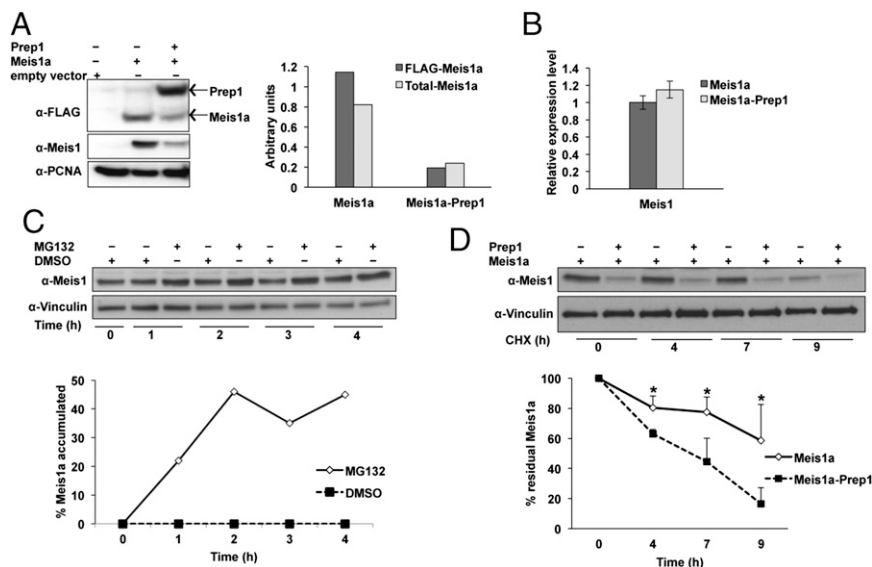 A
Prep1 – – +
Meis1a – + +
empty vector + – –
Prep1
Meis1a
α-FLAG
α-Meis1
α-PCNA
Arbitrary units
1.2
1
0.8
0.6
0.4
0.2
0
FLAG-Meis1a
Total-Meis1a
Meis1a Meis1a-Prep1
B
Relative expression level
1.4
1.2
1
0.8
0.6
0.4
0.2
0
Meis1a
Meis1a-Prep1
Meis1
C
MG132 – – + – + – + – +
DMSO + + – + – + – + –
α-Meis1
α-Vinculin
Time (h) 0 1 2 3 4
% Meis1a accumulated
50
40
30
20
10
0
MG132
DMSO
0 1 2 3 4
Time (h)
D
Prep1 – + – + – + – +
Meis1a + + + + + + + +
α-Meis1
α-Vinculin
CHX (h) 0 4 7 9
% residual Meis1a
100
80
60
40
20
0
* * *
Meis1a
Meis1a-Prep1
0 4 7 9
Time (h)